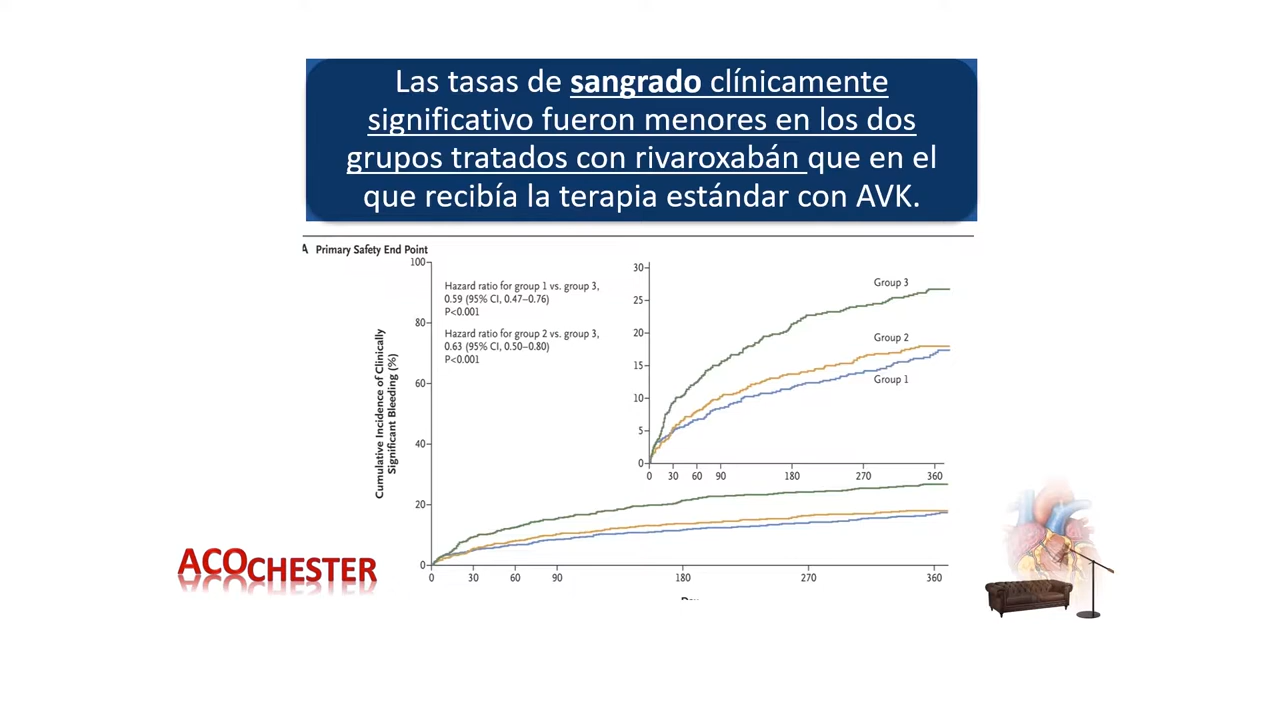 Las tasas de sangrado clínicamente
significativo fueron menores en los dos
grupos tratados con rivaroxabán que en el
que recibía la terapia estándar con AVK.
A Primary Safety End Point
Cumulative Incidence of Clinically
Significant Bleeding (%)
100
80
60
40
20
0
Hazard ratio for group 1 vs. group 3,
0.59 (95% CI, 0.47–0.76)
P<0.001
Hazard ratio for group 2 vs. group 3,
0.63 (95% CI, 0.50–0.80)
P<0.001
30
25
20
15
10
5
0
Group 3
Group 2
Group 1
0 30 60 90 180 270 360
0 30 60 90 180 270 360
ACOCHESTER